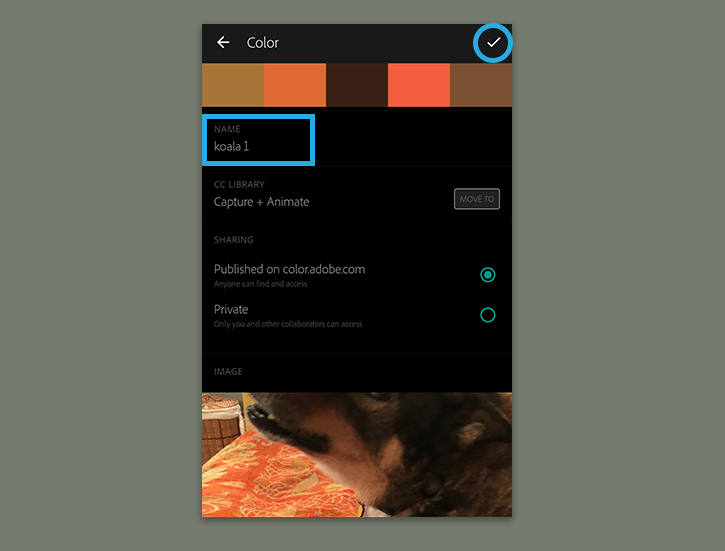 Color
NAME
koala 1
CC LIBRARY
Capture + Animate
MOVE TO
SHARING
Published on color.adobe.com
Anyone can find and access
Private
Only you and other collaborators can access
IMAGE